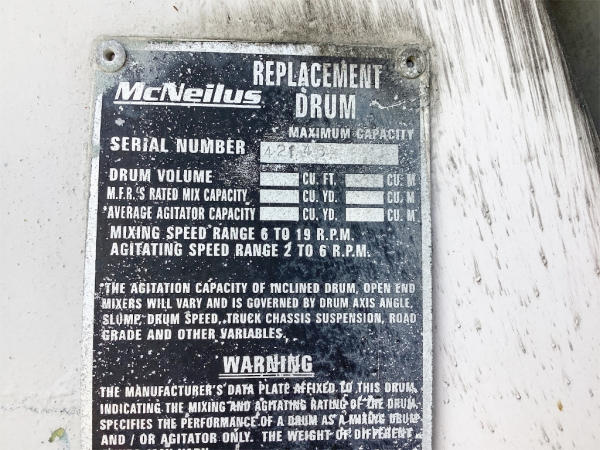 McNeilus
REPLACEMENT
DRUM
MAXIMUM CAPACITY
SERIAL NUMBER
DRUM VOLUME CU. FT. CU. M
M.F.R.'S RATED MIX CAPACITY CU. YD. CU. M
*AVERAGE AGITATOR CAPACITY CU. YD. CU. M
MIXING SPEED RANGE 6 TO 19 R.P.M.
AGITATING SPEED RANGE 2 TO 6 R.P.M.
*THE AGITATION CAPACITY OF INCLINED DRUM, OPEN END
MIXERS WILL VARY AND IS GOVERNED BY DRUM AXIS ANGLE,
SLUMP, DRUM SPEED, TRUCK CHASSIS SUSPENSION, ROAD
GRADE AND OTHER VARIABLES.
WARNING
THE MANUFACTURER'S DATA PLATE AFFIXED TO THIS DRUM,
INDICATING THE MIXING AND AGITATING RATING OF THE DRUM,
SPECIFIES THE PERFORMANCE OF A DRUM AS A MIXING DRUM
AND / OR AGITATOR ONLY. THE WEIGHT OF DIFFERENT